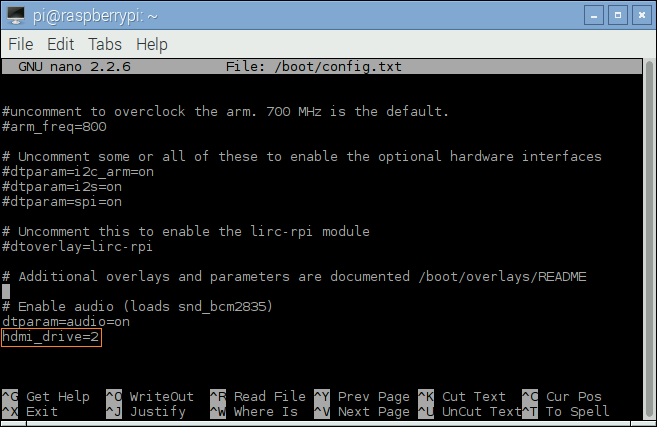 pi@raspberrypi: ~
File Edit Tabs Help
GNU nano 2.2.6 File: /boot/config.txt
#uncomment to overclock the arm. 700 MHz is the default.
#arm_freq=800
# Uncomment some or all of these to enable the optional hardware interfaces
#dtparam=i2c_arm=on
#dtparam=i2s=on
#dtparam=spi=on
# Uncomment this to enable the lirc-rpi module
#dtoverlay=lirc-rpi
# Additional overlays and parameters are documented /boot/overlays/README
# Enable audio (loads snd_bcm2835)
dtparam=audio=on
hdmi_drive=2
^G Get Help ^O WriteOut ^R Read File ^Y Prev Page ^K Cut Text ^C Cur Pos
^X Exit ^J Justify ^W Where Is ^V Next Page ^U UnCut Text ^T To Spell